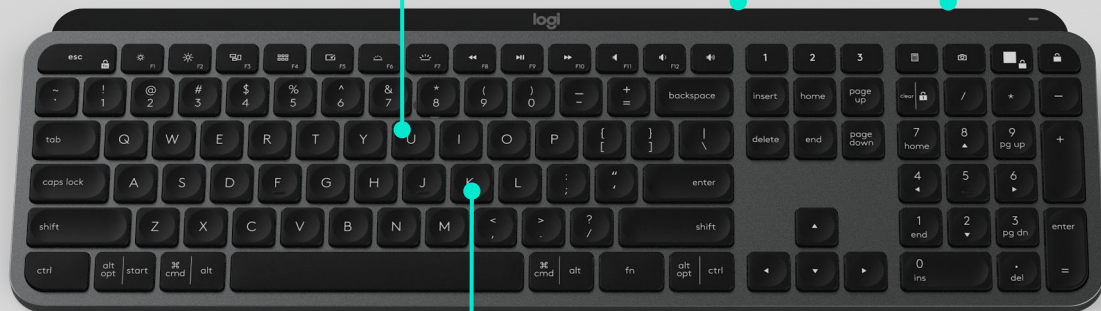 logi
esc F1 F2 F3 F4 F5 F6 F7 F8 F9 F10 F11 F12 1 2 3
~ ` ! 1 @ 2 # 3 $ 4 % 5 ^ 6 & 7 * 8 ( 9 ) 0 _ - + = backspace insert home page up clear / * -
tab Q W E R T Y U I O P { [ } ] | \ delete end page down 7 home 8 9 pg up +
caps lock A S D F G H J K L : ; " ' enter 4 5 6
shift Z X C V B N M < , > . ? / shift 1 end 2 3 pg dn enter
ctrl alt opt start ⌘ cmd alt ⌘ cmd alt fn alt opt ctrl 0 ins . del =